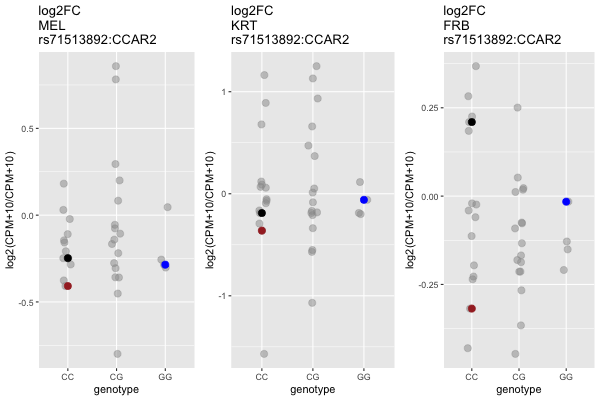 log2FC
MEL
rs71513892:CCAR2
log2(CPM+10/CPM+10)
0.5
0.0
-0.5
CC CG GG
genotype
log2FC
KRT
rs71513892:CCAR2
log2(CPM+10/CPM+10)
1
0
-1
CC CG GG
genotype
log2FC
FRB
rs71513892:CCAR2
log2(CPM+10/CPM+10)
0.25
0.00
-0.25
CC CG GG
genotype